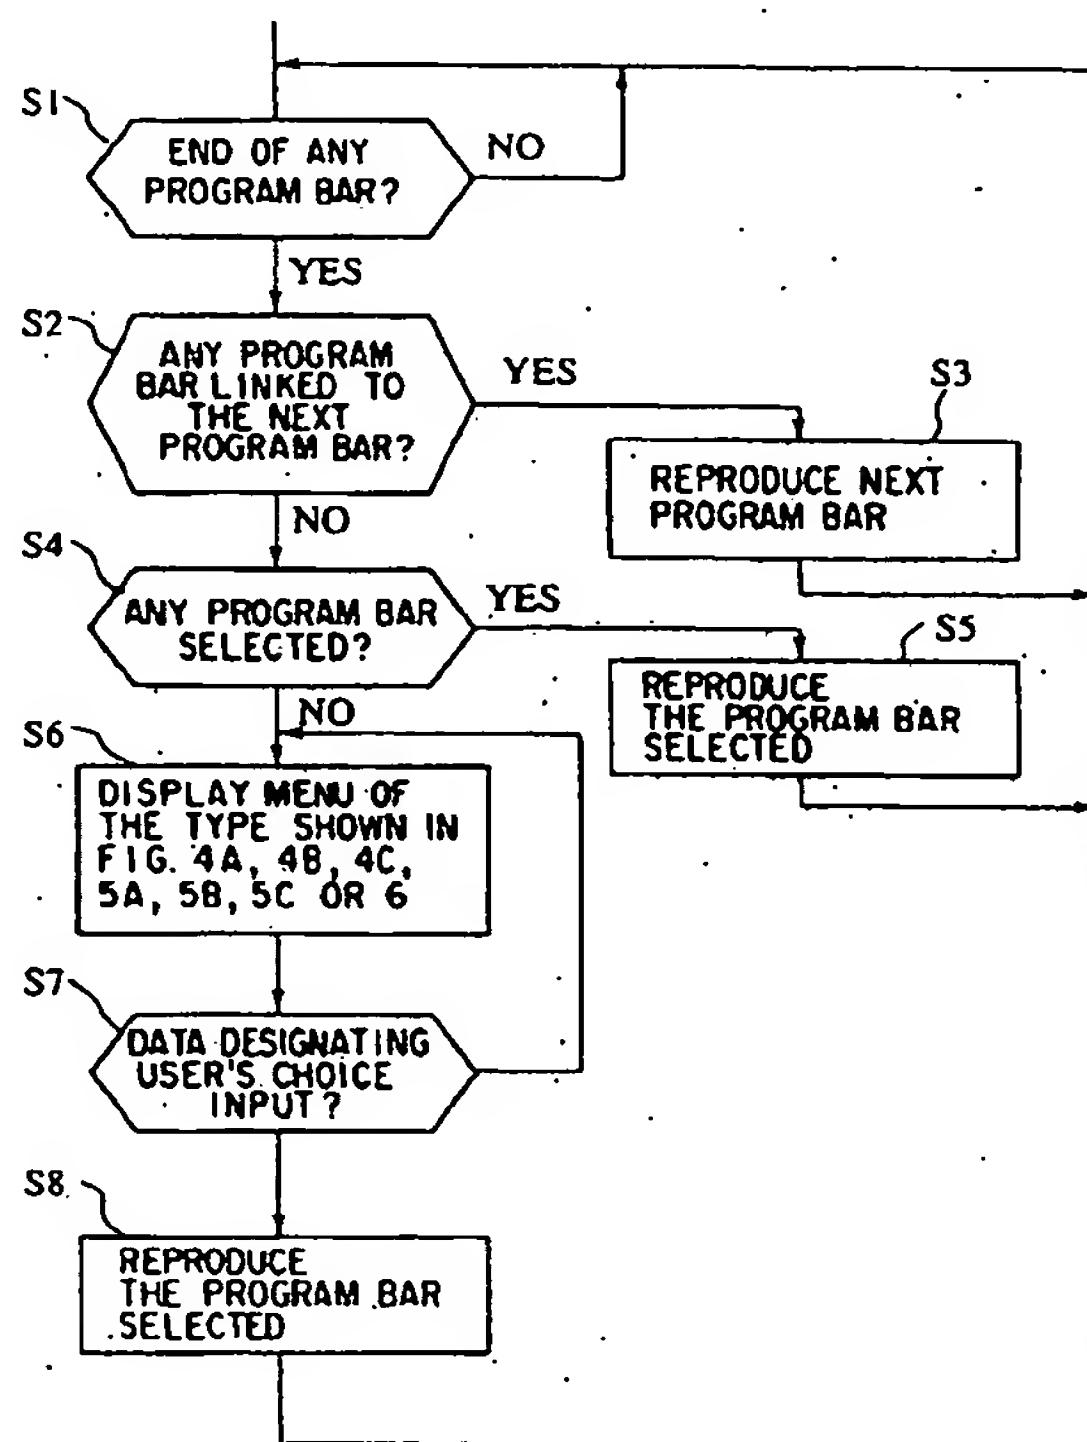 S1
END OF ANY
PROGRAM BAR?
NO
YES
S2
ANY PROGRAM
BAR LINKED TO
THE NEXT
PROGRAM BAR?
YES
S3
REPRODUCE NEXT
PROGRAM BAR
NO
S4
ANY PROGRAM BAR
SELECTED?
YES
S5
REPRODUCE
THE PROGRAM BAR
SELECTED
NO
S6
DISPLAY MENU OF
THE TYPE SHOWN IN
FIG. 4A, 4B, 4C,
5A, 5B, 5C OR 6
S7
DATA DESIGNATING
USER'S CHOICE
INPUT?
S8
REPRODUCE
THE PROGRAM BAR
SELECTED